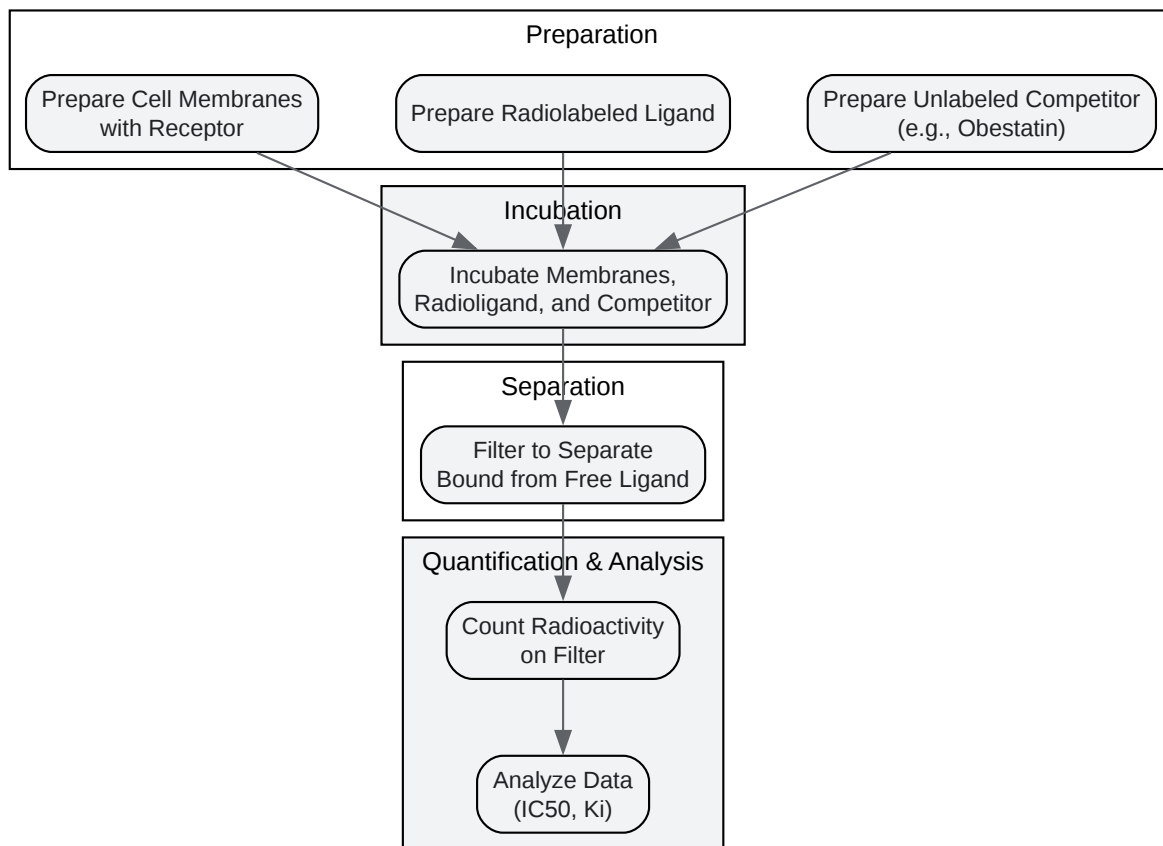 Preparation
Prepare Cell Membranes
with Receptor
Prepare Radiolabeled Ligand
Prepare Unlabeled Competitor
(e.g., Obestatin)
Incubation
Incubate Membranes,
Radioligand, and Competitor
Separation
Filter to Separate
Bound from Free Ligand
Quantification & Analysis
Count Radioactivity
on Filter
Analyze Data
(IC50, Ki)